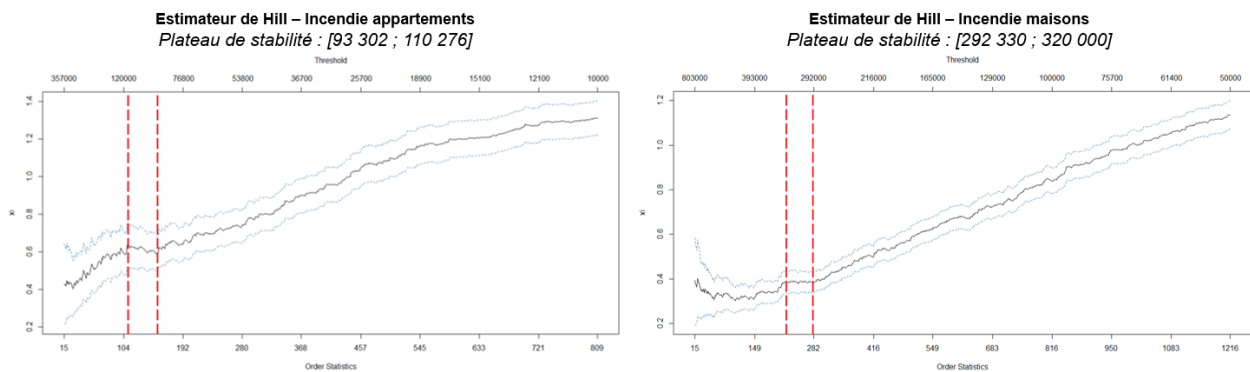 Estimateur de Hill – Incendie appartements
Plateau de stabilité : [93 302 ; 110 276]
Threshold
357000 120000 76800 53800 36700 25700 18900 15100 12100 10000
1.4
1.2
1.0
xi
0.8
0.6
0.4
0.2
15 104 192 280 368 457 545 633 721 809
Order Statistics
Estimateur de Hill – Incendie maisons
Plateau de stabilité : [292 330 ; 320 000]
Threshold
803000 393000 292000 216000 165000 129000 100000 75700 61400 50000
1.2
1.0
0.8
xi
0.6
0.4
0.2
15 149 282 416 549 683 816 950 1083 1216
Order Statistics